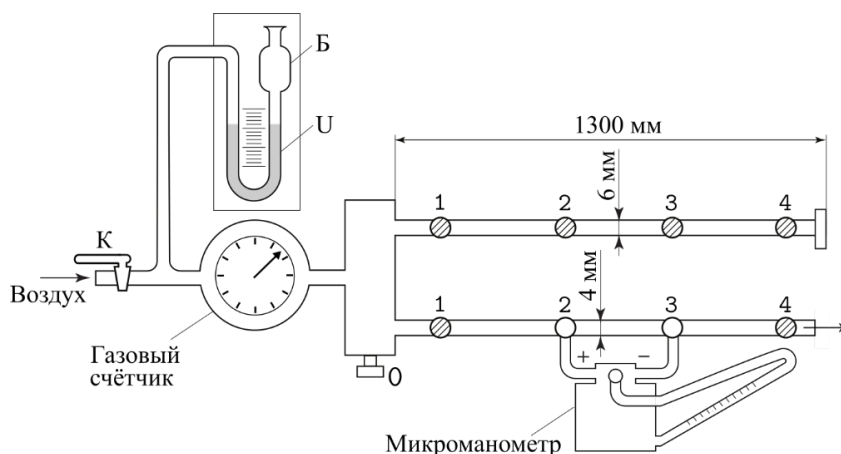 Б
U
1300 мм
К
1 2 3 4
6 мм
Воздух
1 2 3 4
4 мм
Газовый
счётчик
+ −
0
Микроманометр